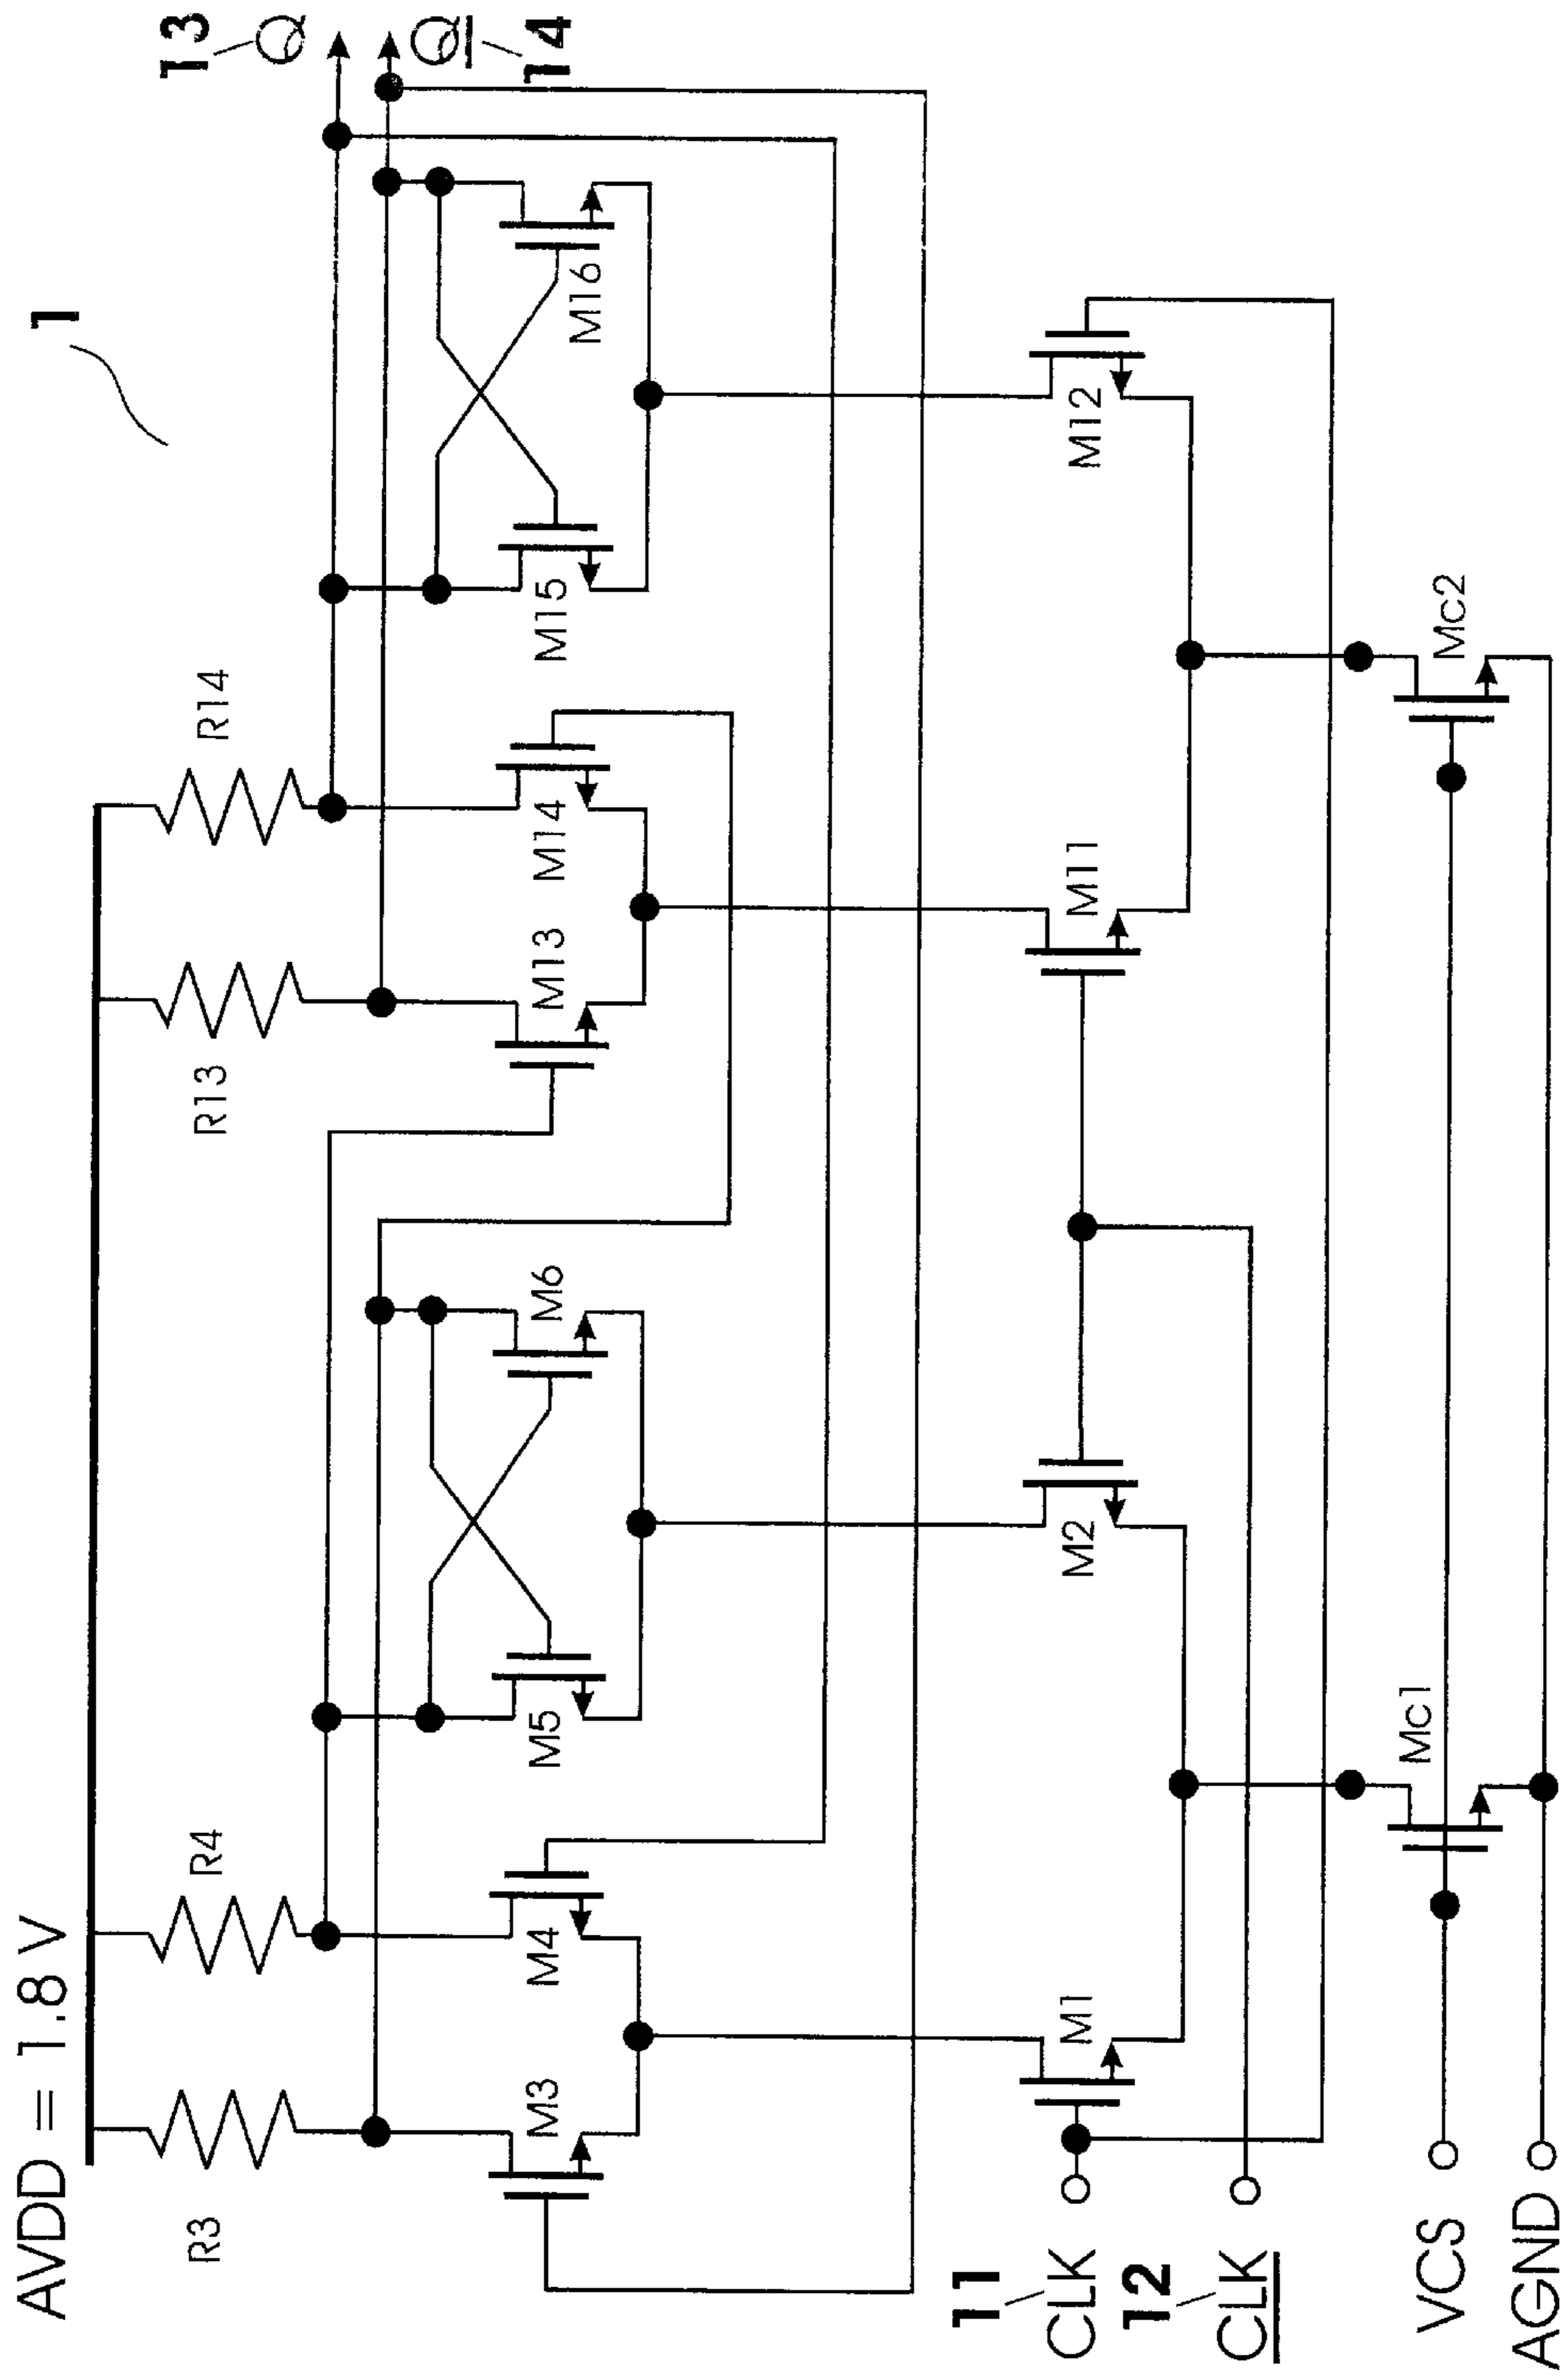 1
AVDD = 1.8 V
R3
R4
R13
R14
13
Q
Q
14
M3
M4
M5
M6
M13
M14
M15
M16
M1
M2
M11
M12
11
CLK
12
CLK
Mc1
Mc2
VCS
AGND